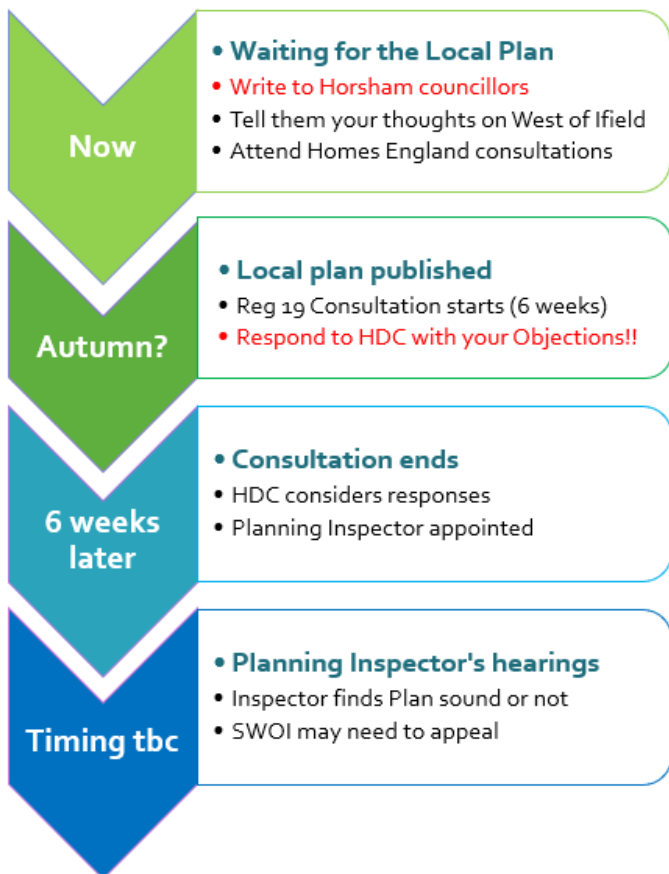 Now
• Waiting for the Local Plan
• Write to Horsham councillors
• Tell them your thoughts on West of Ifield
• Attend Homes England consultations
Autumn?
• Local plan published
• Reg 19 Consultation starts (6 weeks)
• Respond to HDC with your Objections!!
6 weeks
later
• Consultation ends
• HDC considers responses
• Planning Inspector appointed
Timing tbc
• Planning Inspector's hearings
• Inspector finds Plan sound or not
• SWOI may need to appeal